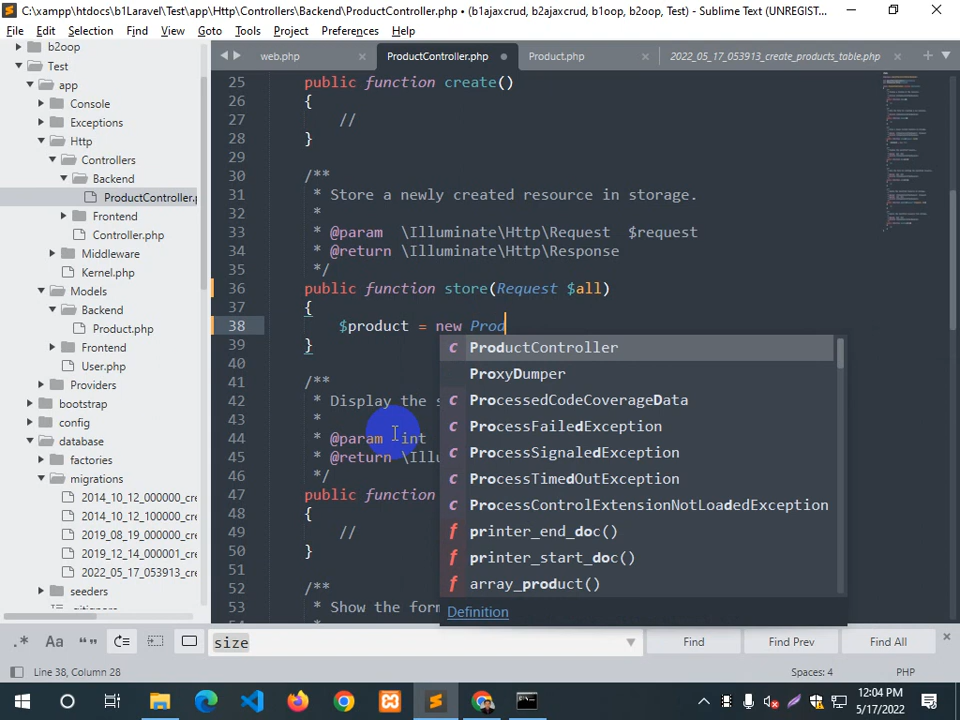 C:\xampp\htdocs\b1Laravel\Test\app\Http\Controllers\Backend\ProductController.php • (b1ajaxcrud, b2ajaxcrud, b1oop, b2oop, Test) - Sublime Text (UNREGIST...
File Edit Selection Find View Goto Tools Project Preferences Help
b2oop
Test
app
Console
Exceptions
Http
Controllers
Backend
ProductController.p
Frontend
Controller.php
Middleware
Kernel.php
Models
Backend
Product.php
Frontend
User.php
Providers
bootstrap
config
database
factories
migrations
2014_10_12_000000_cre
2014_10_12_100000_cre
2019_08_19_000000_cre
2019_12_14_000001_cre
2022_05_17_053913_cre
seeders
.gitignore
web.php ProductController.php Product.php 2022_05_17_053913_create_products_table.php
25 public function create()
26 {
27 //
28 }
29
30 /**
31 * Store a newly created resource in storage.
32 *
33 * @param \Illuminate\Http\Request $request
34 * @return \Illuminate\Http\Response
35 */
36 public function store(Request $all)
37 {
38 $product = new Prod
39 }
40
41 /**
42 * Display the s
43 *
44 * @param int
45 * @return \Illu
46 */
47 public function
48 {
49 //
50 }
51
52 /**
53 * Show the form
c ProductController
ProxyDumper
c ProcessedCodeCoverageData
c ProcessFailedException
c ProcessSignaledException
c ProcessTimedOutException
c ProcessControlExtensionNotLoadedException
f printer_end_doc()
f printer_start_doc()
f array_product()
Definition
.* Aa “” size Find Find Prev Find All
Line 38, Column 28 Spaces: 4 PHP
12:04 PM
5/17/2022